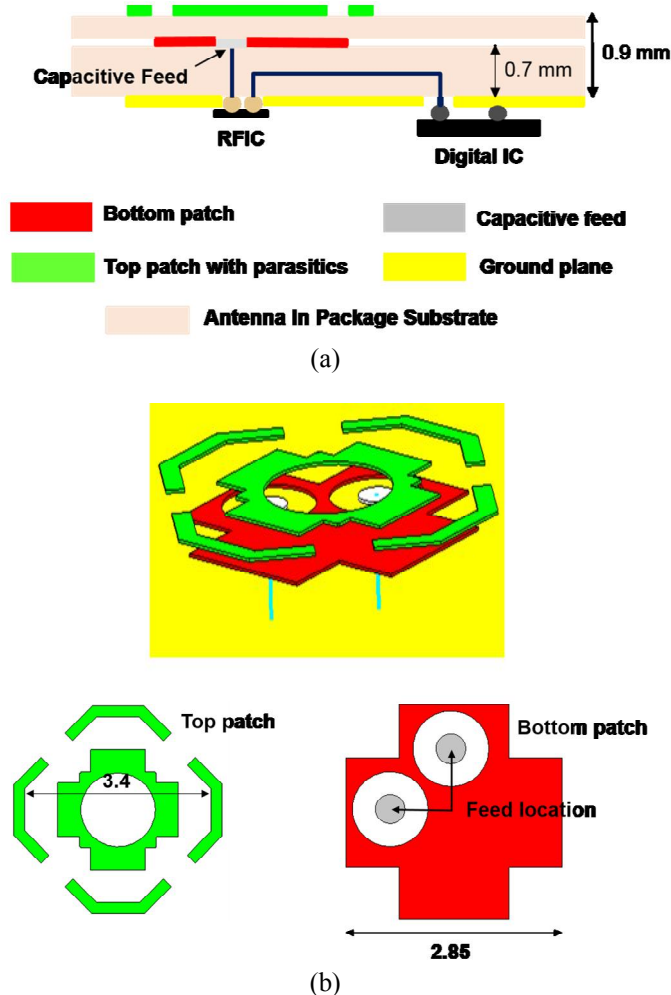 0.9 mm
0.7 mm
Capacitive Feed
RFIC
Digital IC
Bottom patch
Capacitive feed
Top patch with parasitics
Ground plane
Antenna In Package Substrate
(a)
Top patch
3.4
Bottom patch
Feed location
2.85
(b)